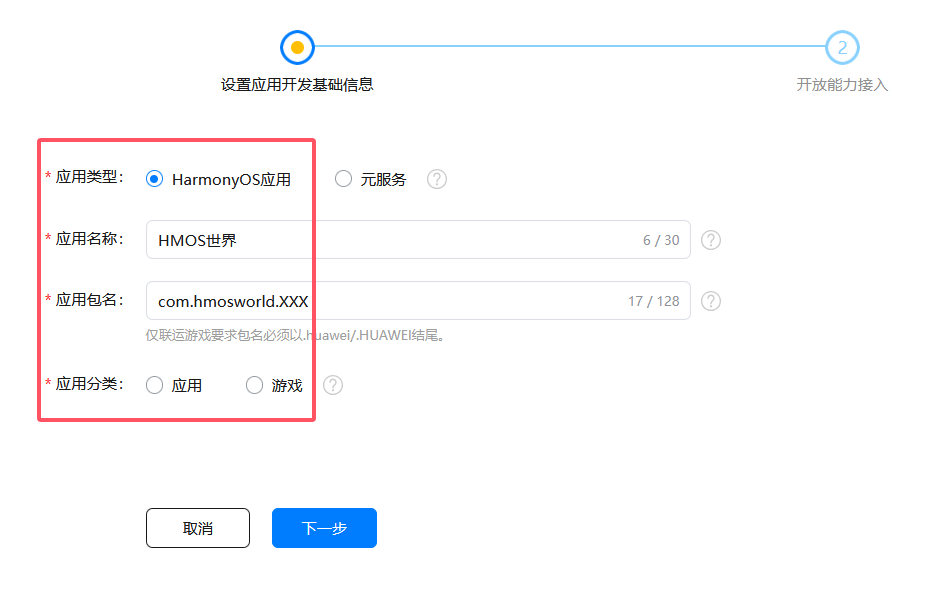 2
设置应用开发基础信息 开放能力接入
* 应用类型: HarmonyOS应用 元服务 ?
* 应用名称: HMOS世界 6 / 30 ?
* 应用包名: com.hmosworld.XXX 17 / 128 ?
仅联运游戏要求包名必须以.huawei/.HUAWEI结尾。
* 应用分类: 应用 游戏 ?
取消 下一步